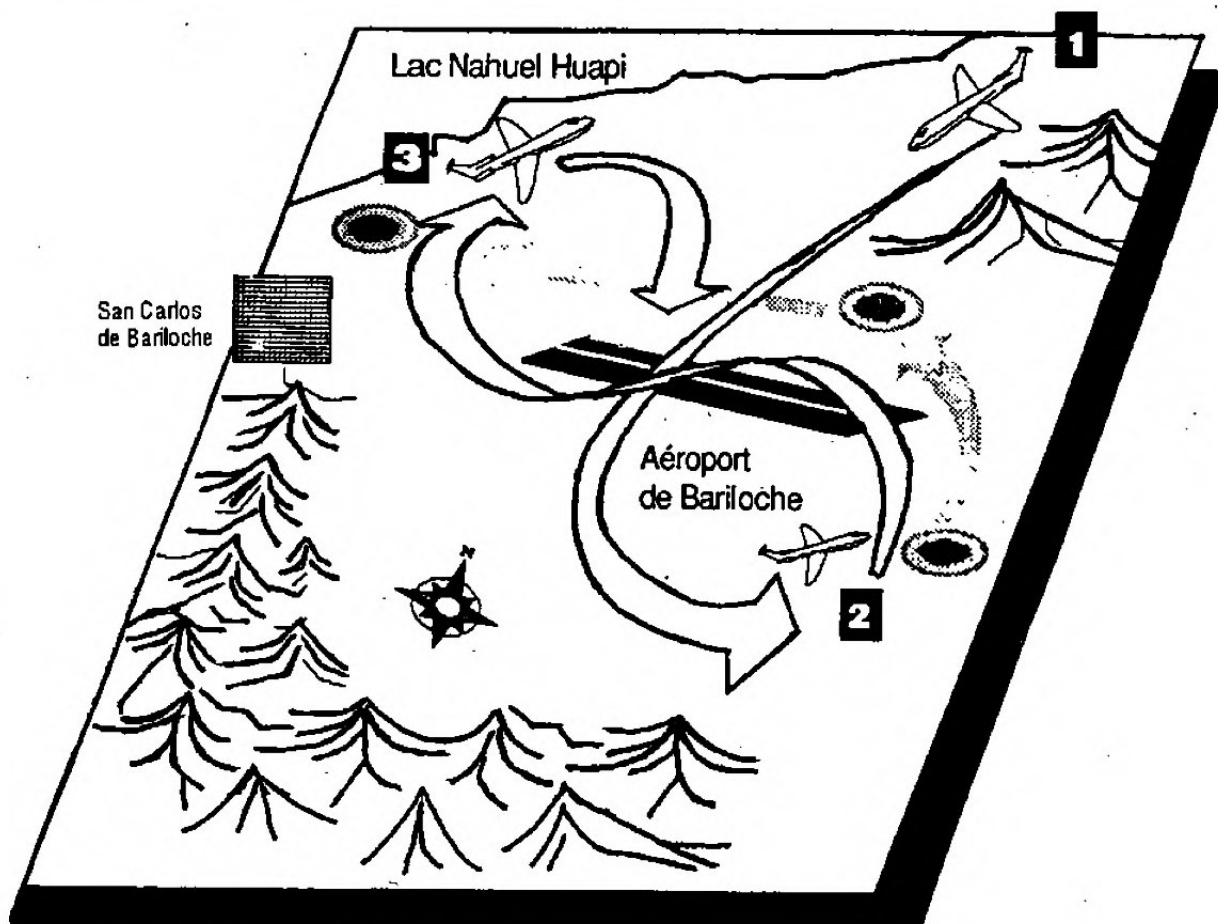 1
Lac Nahuel Huapi
3
San Carlos
de Bariloche
Aéroport
de Bariloche
N
2